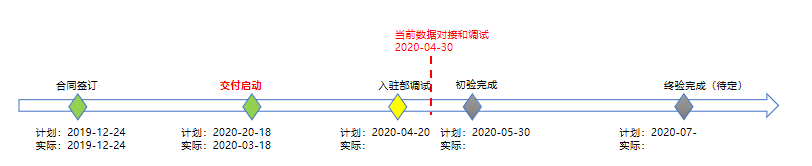 当前数据对接和调试
2020-04-30
合同签订
交付启动
入驻部调试
初验完成
终验完成（待定）
计划：2019-12-24
实际：2019-12-24
计划：2020-20-18
实际：2020-03-18
计划：2020-04-20
实际：
计划：2020-05-30
实际：
计划：2020-07-
实际：